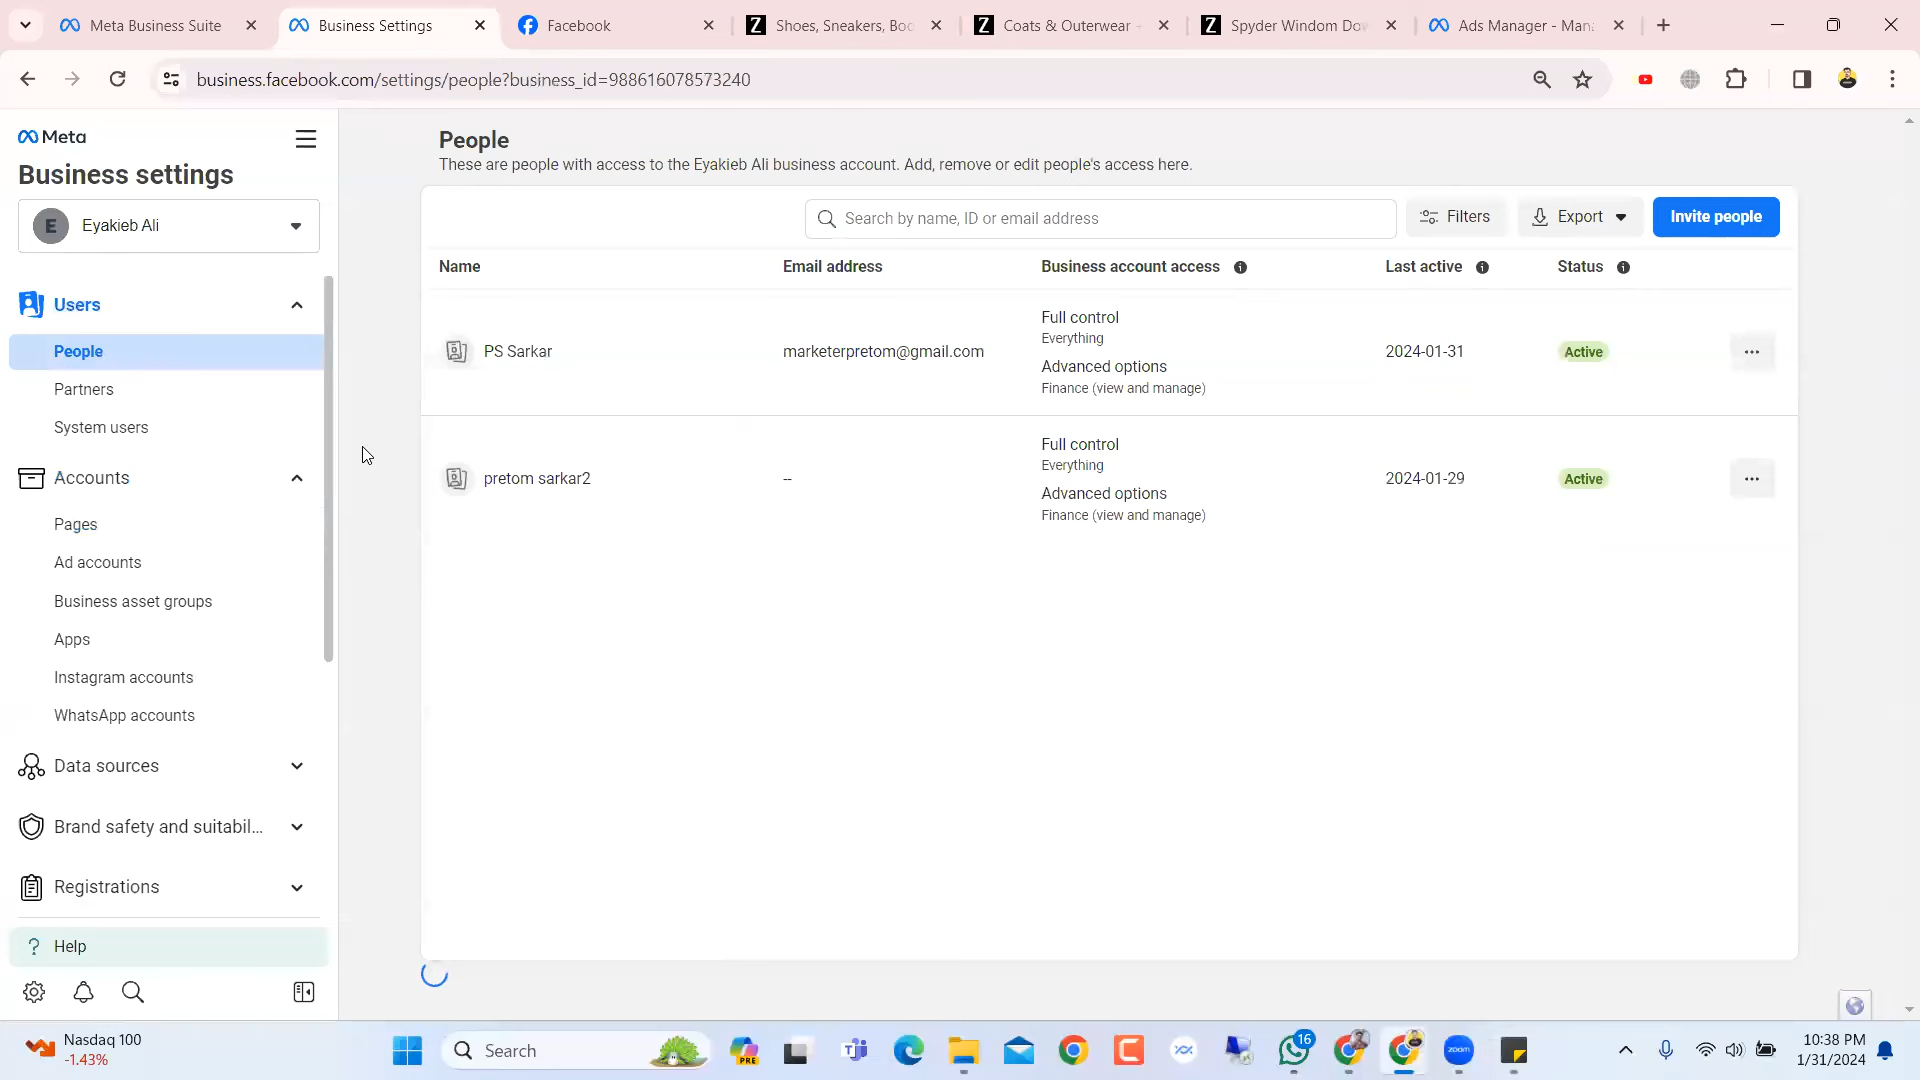 Meta Business Suite
Business Settings
Facebook
Shoes, Sneakers, Boo
Coats & Outerwear
Spyder Windom Dow
Ads Manager - Mana
business.facebook.com/settings/people?business_id=988616078573240
Meta
Business settings
E
Eyakieb Ali
Users
People
Partners
System users
Accounts
Pages
Ad accounts
Business asset groups
Apps
Instagram accounts
WhatsApp accounts
Data sources
Brand safety and suitabil...
Registrations
? Help
People
These are people with access to the Eyakieb Ali business account. Add, remove or edit people's access here.
Search by name, ID or email address
Filters
Export
Invite people
Name
Email address
Business account access
Last active
Status
PS Sarkar
marketerpretom@gmail.com
Full control
Everything
Advanced options
Finance (view and manage)
2024-01-31
Active
pretom sarkar2
--
Full control
Everything
Advanced options
Finance (view and manage)
2024-01-29
Active
Nasdaq 100
-1.43%
Search
PRE
16
zoom
10:38 PM
1/31/2024